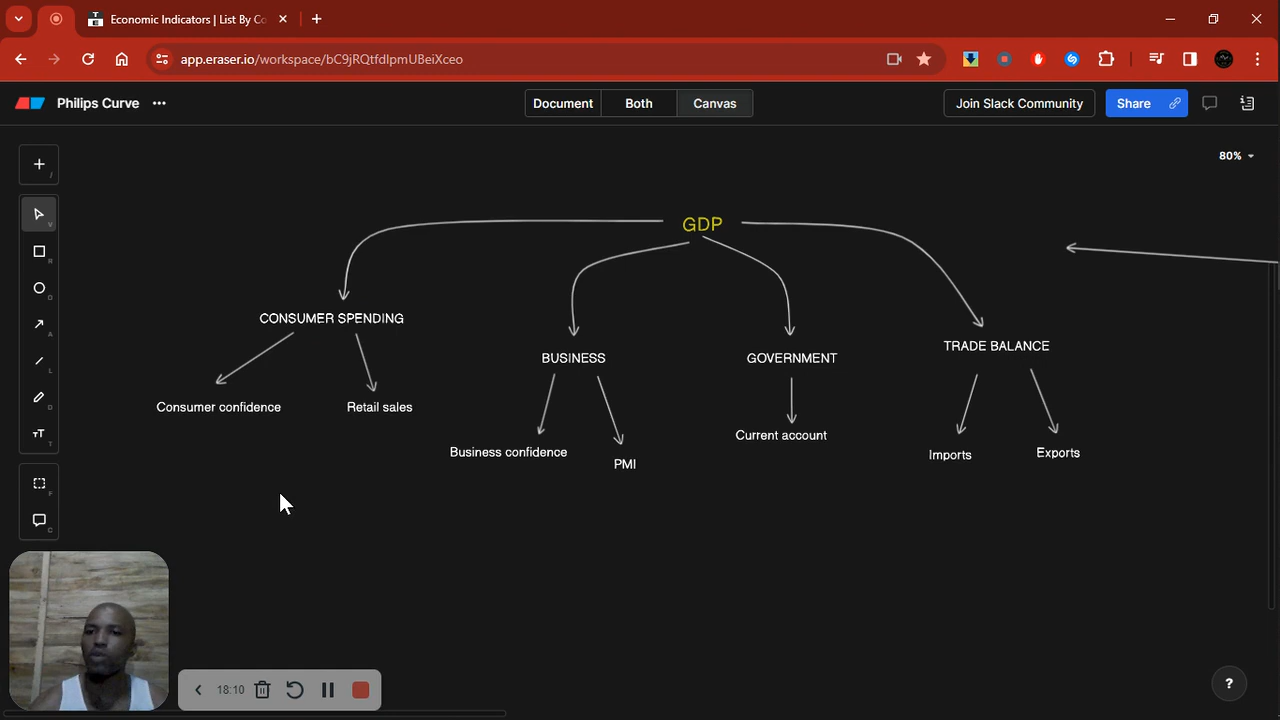 Economic Indicators | List By Co
app.eraser.io/workspace/bC9jRQtfdIpmUBeiXceo
Philips Curve
Document
Both
Canvas
Join Slack Community
Share
80%
GDP
CONSUMER SPENDING
BUSINESS
GOVERNMENT
TRADE BALANCE
Consumer confidence
Retail sales
Business confidence
PMI
Current account
Imports
Exports
18:10
?